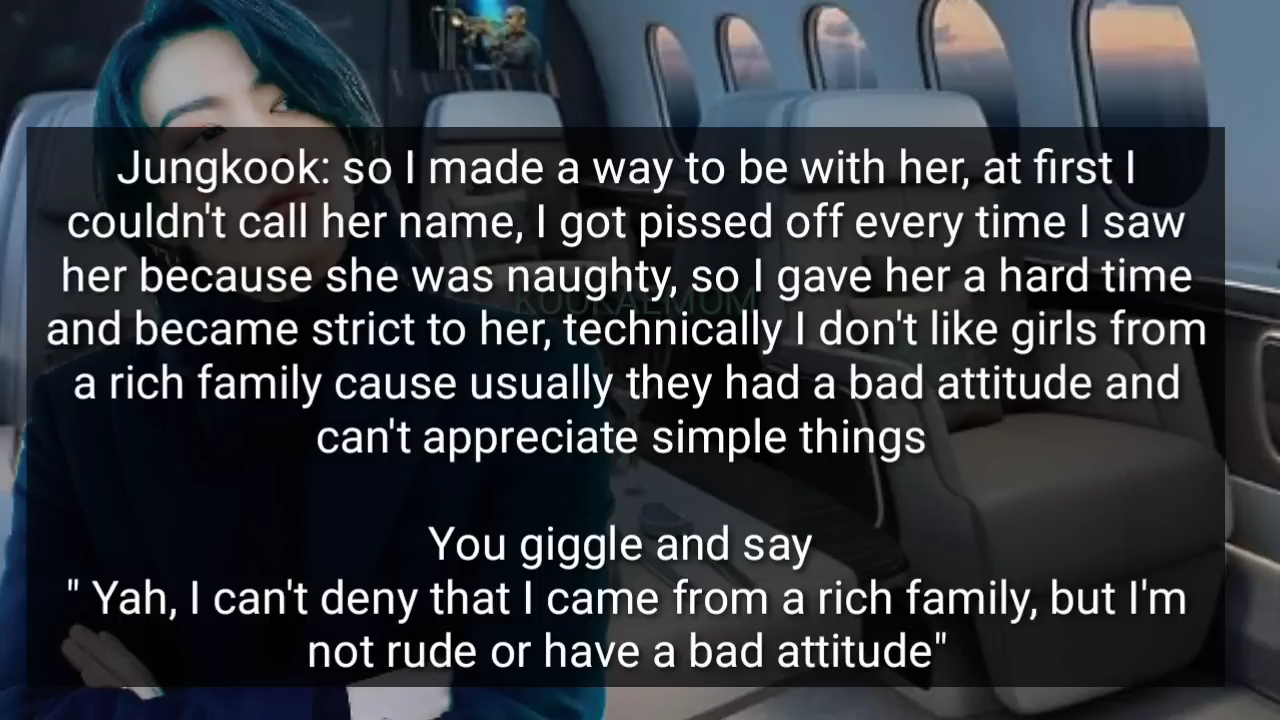 Jungkook: so I made a way to be with her, at first I
couldn't call her name, I got pissed off every time I saw
her because she was naughty, so I gave her a hard time
and became strict to her, technically I don't like girls from
a rich family cause usually they had a bad attitude and
can't appreciate simple things
You giggle and say
" Yah, I can't deny that I came from a rich family, but I'm
not rude or have a bad attitude"